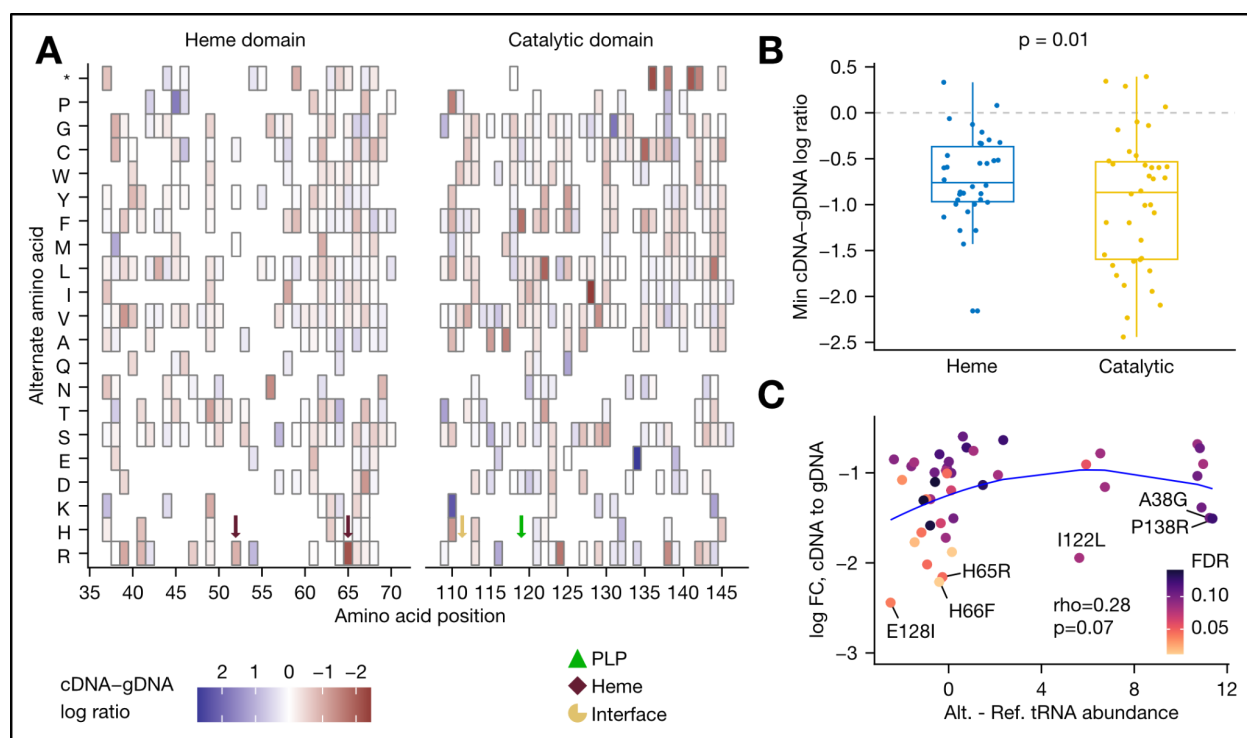 A
Heme domain
Catalytic domain
Alternate amino acid
*
P
G
C
W
Y
F
M
L
I
V
A
Q
N
T
S
E
D
K
H
R
35 40 45 50 55 60 65 70
110 115 120 125 130 135 140 145
Amino acid position
cDNA−gDNA
log ratio
2 1 0 −1 −2
PLP
Heme
Interface
B
p = 0.01
Min cDNA−gDNA log ratio
0.5
0.0
−0.5
−1.0
−1.5
−2.0
−2.5
Heme
Catalytic
C
log FC, cDNA to gDNA
−1
−2
−3
A38G
P138R
I122L
H65R
H66F
E128I
rho=0.28
p=0.07
FDR
0.10
0.05
0 4 8 12
Alt. - Ref. tRNA abundance